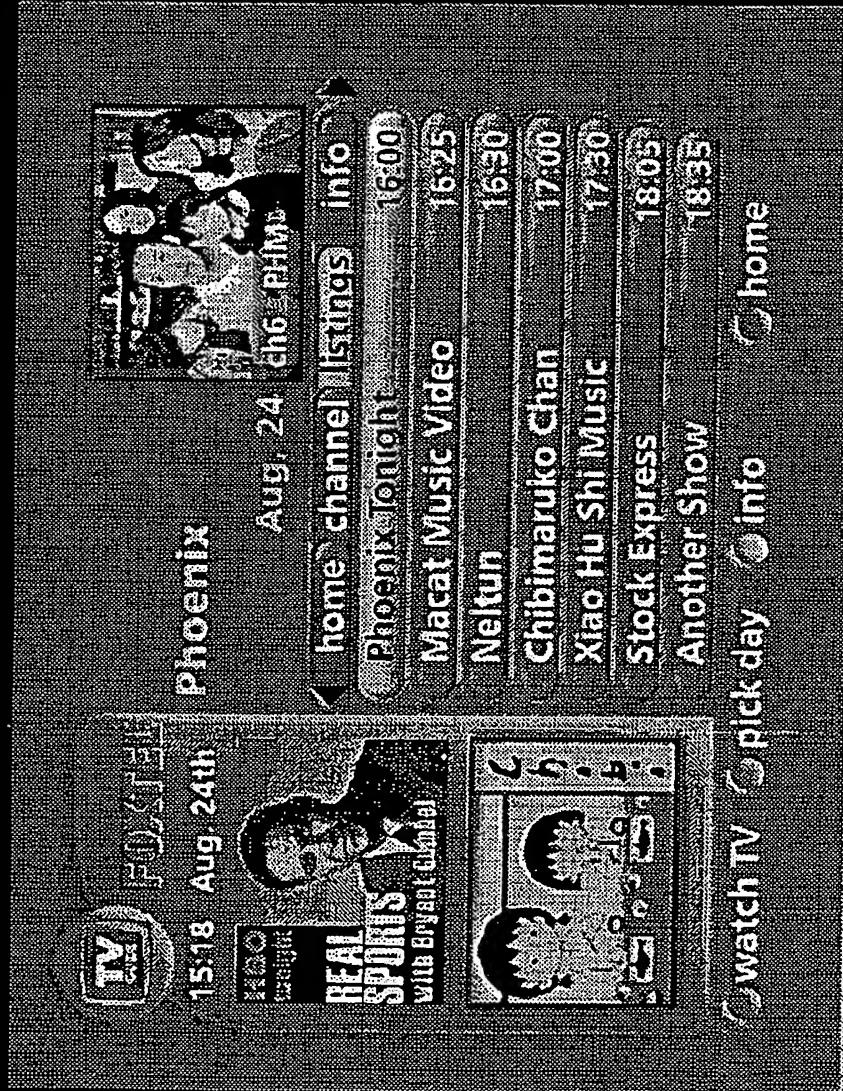 TV
GUIDE
FOXTEL
15:18 Aug. 24th
HBO
tonight
REAL
SPORTS
with Bryant Gumbel
Phoenix
Aug. 24
ch6 - PHMu
home channel listings info
Phoenix Tonight 16:00
Macat Music Video 16:25
Neltun 16:30
Chibimaruko Chan 17:00
Xiao Hu Shi Music 17:30
Stock Express 18:05
Another Show 18:35
watch TV pick day info home